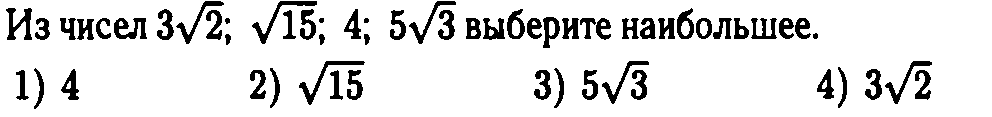 Из чисел 3√2; √15; 4; 5√3 выберите наибольшее.
1) 4 2) √15 3) 5√3 4) 3√2